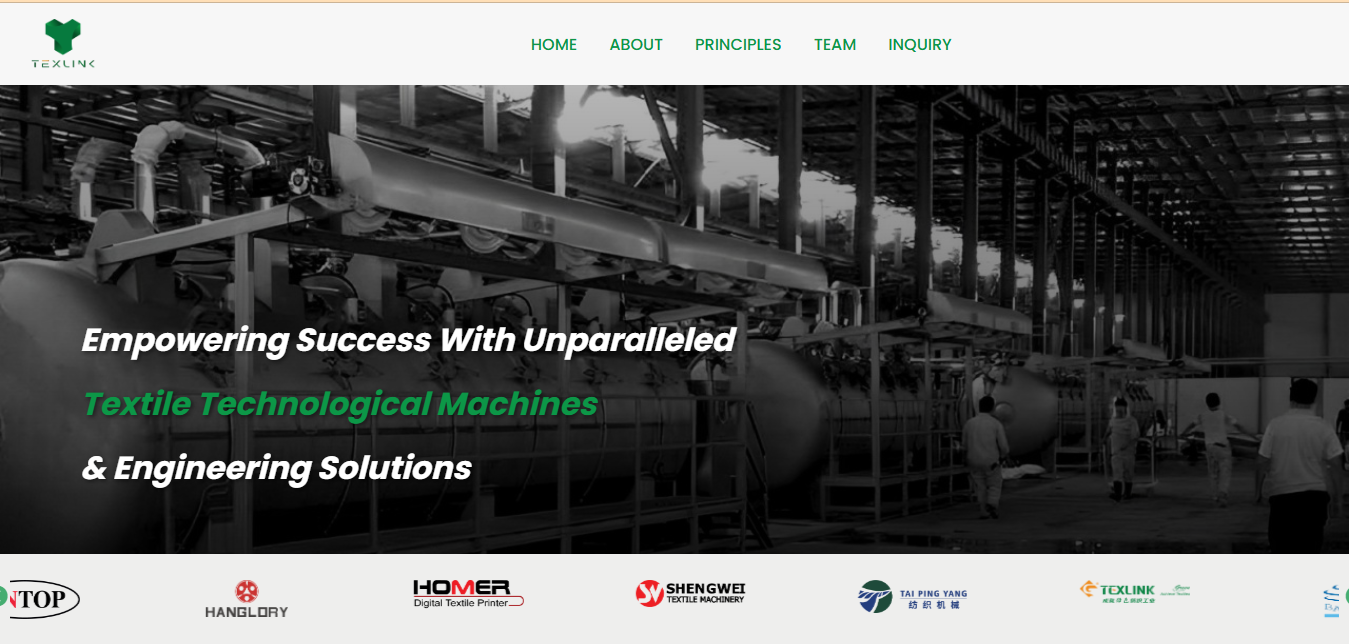 TEXLINK
HOME ABOUT PRINCIPLES TEAM INQUIRY
Empowering Success With Unparalleled
Textile Technological Machines
& Engineering Solutions
NTOP
HANGLORY
HOMER
Digital Textile Printer
SHENGWEI
TEXTILE MACHINERY
TAI PING YANG
纺织机械
TEXLINK